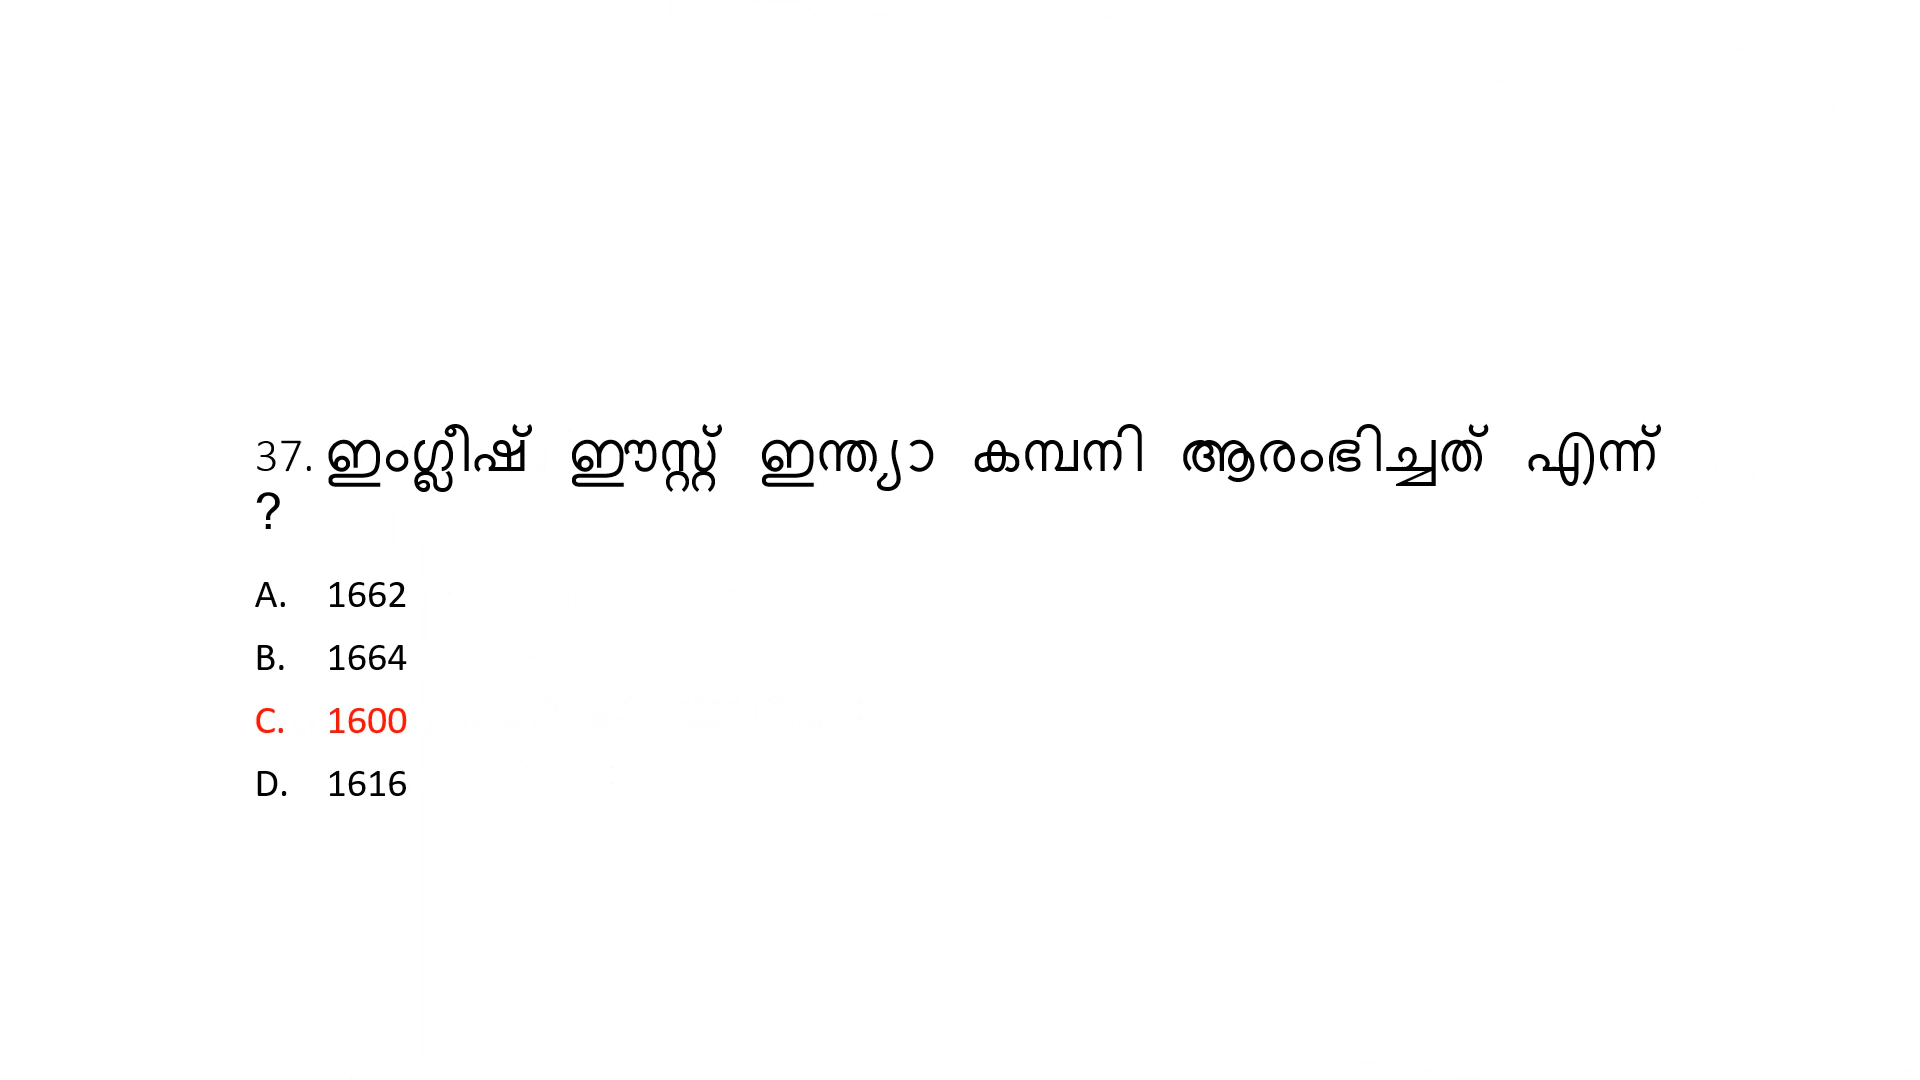 37. ഇംഗ്ലീഷ് ഈസ്റ്റ് ഇന്ത്യാ കമ്പനി ആരംഭിച്ചത് എന്ന്
?
A. 1662
B. 1664
C. 1600
D. 1616